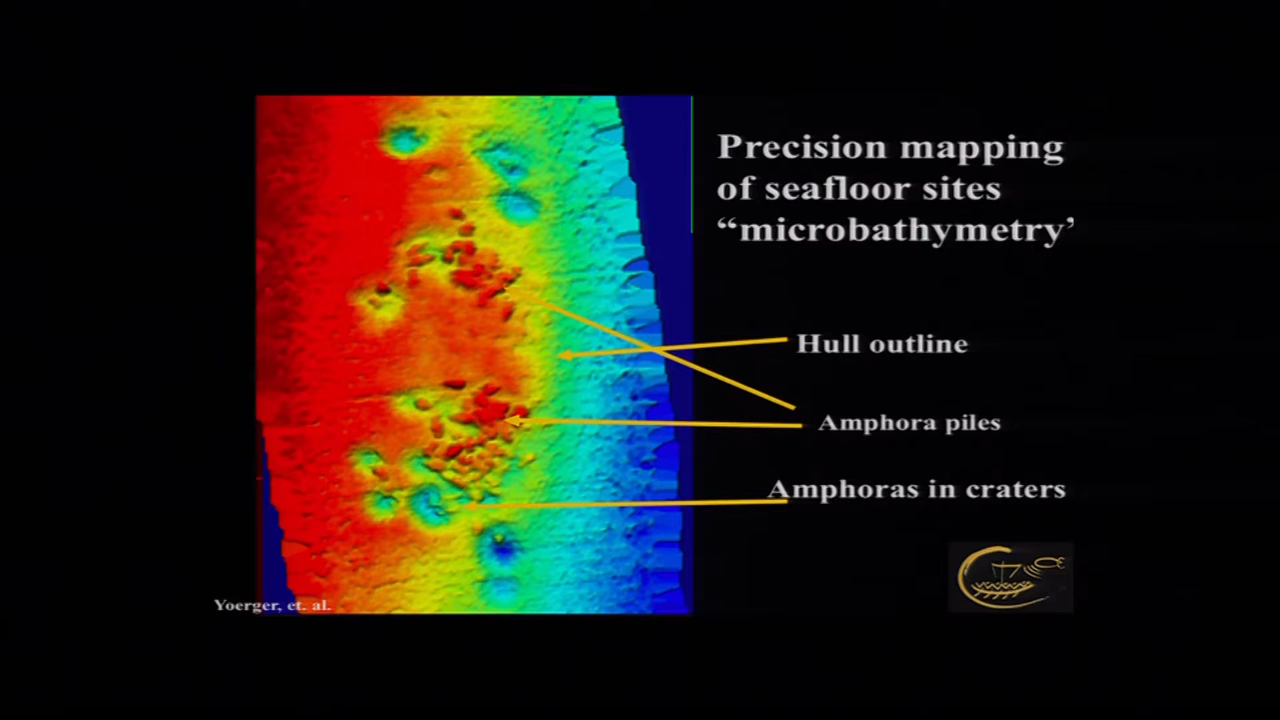 Precision mapping
of seafloor sites
“microbathymetry’
Hull outline
Amphora piles
Amphoras in craters
Yoerger, et. al.